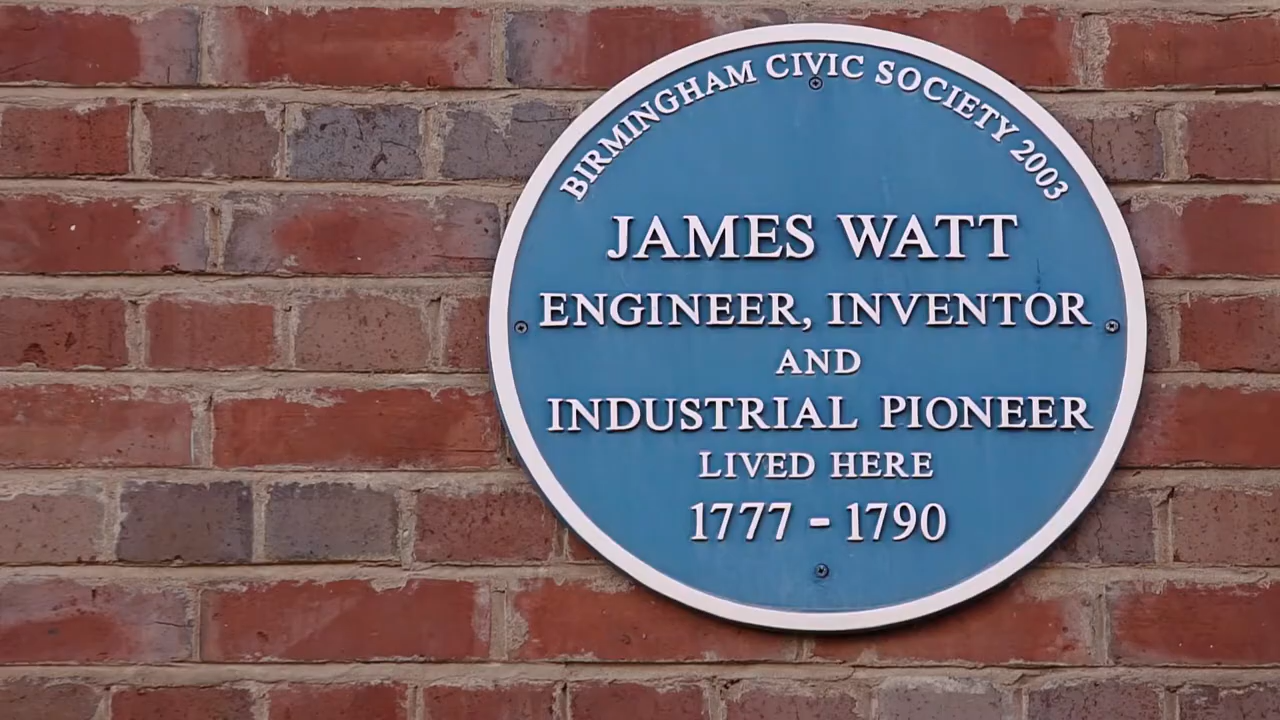 BIRMINGHAM CIVIC SOCIETY 2003
JAMES WATT
ENGINEER, INVENTOR
AND
INDUSTRIAL PIONEER
LIVED HERE
1777 - 1790